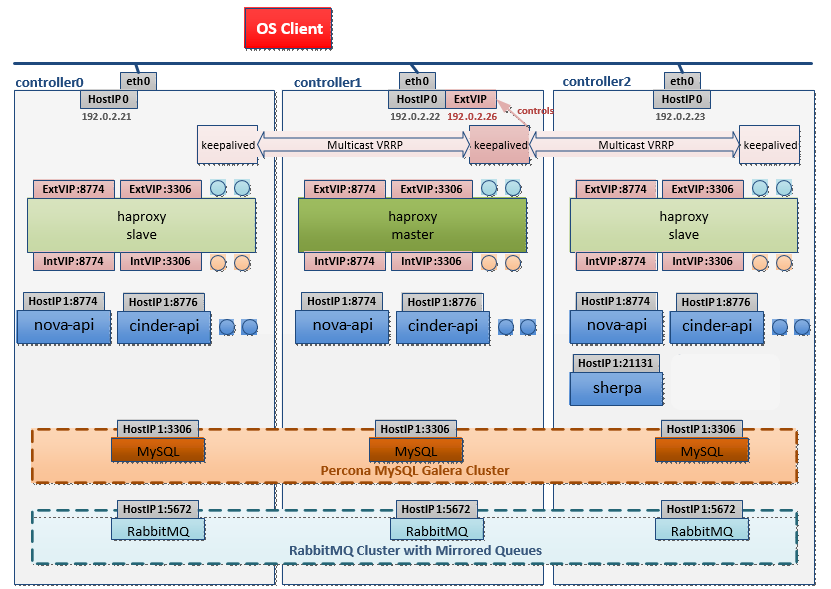 OS Client
controller0
eth0
HostIP0
192.0.2.21
controller1
eth0
HostIP0
ExtVIP
192.0.2.22
192.0.2.26
controls
controller2
eth0
HostIP0
192.0.2.23
keepalived
Multicast VRRP
keepalived
Multicast VRRP
keepalived
ExtVIP:8774
ExtVIP:3306
haproxy
slave
IntVIP:8774
IntVIP:3306
ExtVIP:8774
ExtVIP:3306
haproxy
master
IntVIP:8774
IntVIP:3306
ExtVIP:8774
ExtVIP:3306
haproxy
slave
IntVIP:8774
IntVIP:3306
HostIP1:8774
nova-api
HostIP1:8776
cinder-api
HostIP1:8774
nova-api
HostIP1:8776
cinder-api
HostIP1:8774
nova-api
HostIP1:8776
cinder-api
HostIP1:21131
sherpa
HostIP1:3306
MySQL
HostIP1:3306
MySQL
HostIP1:3306
MySQL
Percona MySQL Galera Cluster
HostIP1:5672
RabbitMQ
HostIP1:5672
RabbitMQ
HostIP1:5672
RabbitMQ
RabbitMQ Cluster with Mirrored Queues